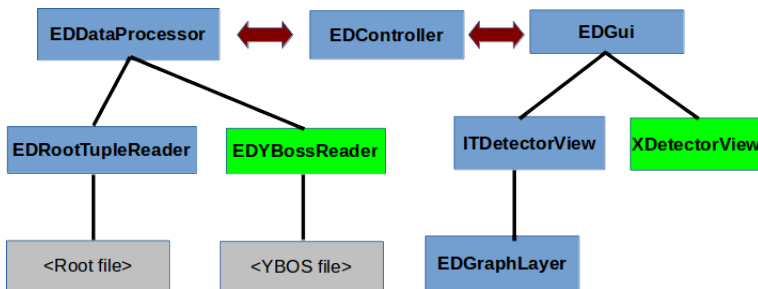 EDDataProcessor
EDController
EDGui
EDRootTupleReader
EDYBossReader
ITDetectorView
XDetectorView
<Root file>
<YBOS file>
EDGraphLayer